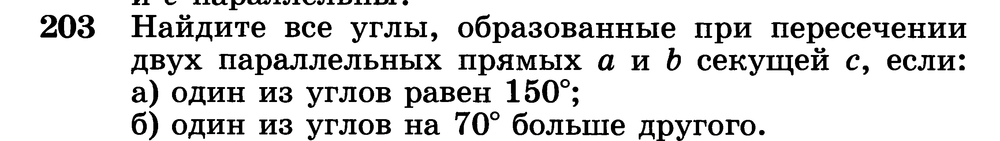 и с параллельны?
203 Найдите все углы, образованные при пересечении
двух параллельных прямых a и b секущей c, если:
а) один из углов равен 150°;
б) один из углов на 70° больше другого.